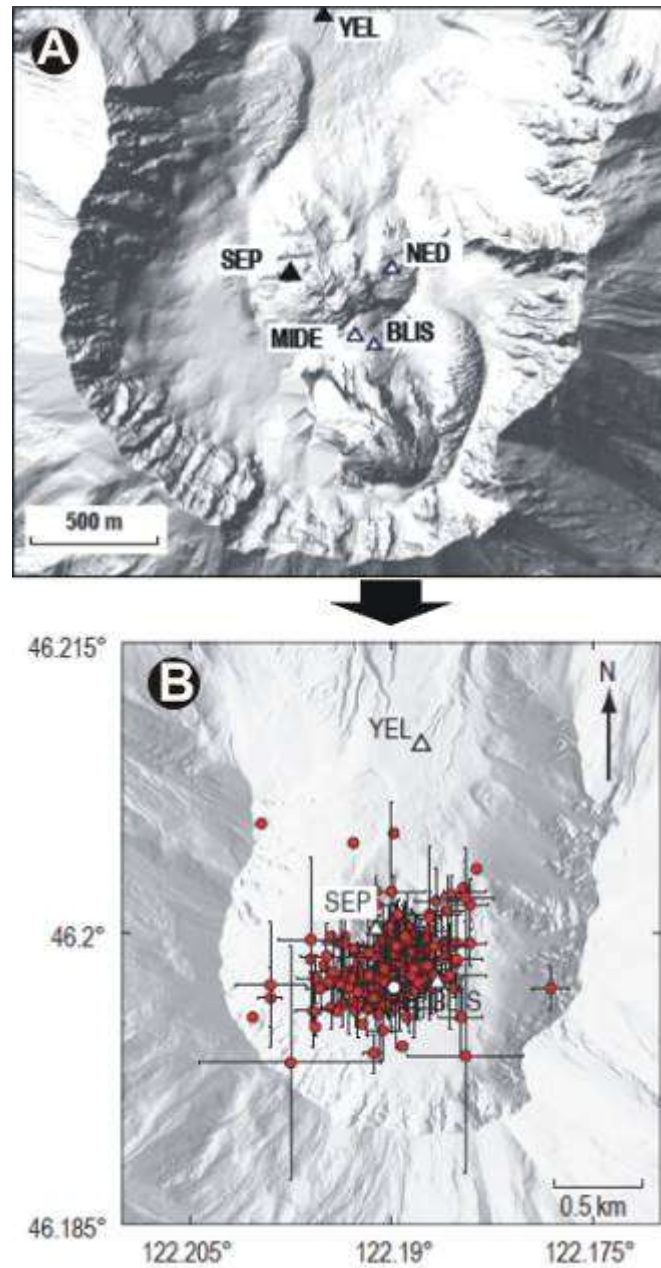 A
YEL
SEP
NED
MIDE
BLIS
500 m
B
46.215°
N
YEL
SEP
46.2°
BLIS
0.5 km
46.185°
122.205°
122.19°
122.175°